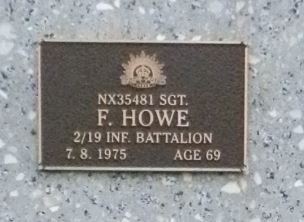 NX35481 SGT.
F. HOWE
2/19 INF. BATTALION
7. 8. 1975 AGE 69